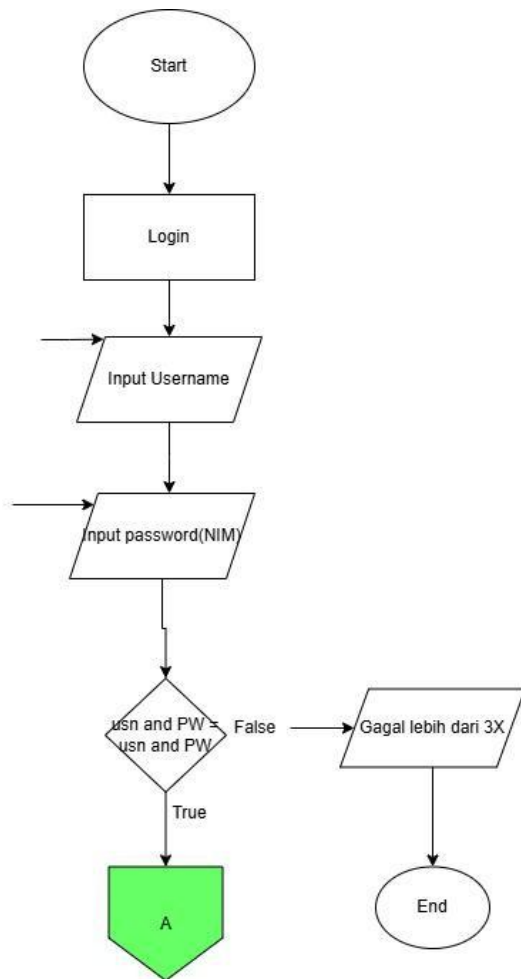 Start
Login
Input Username
Input password(NIM)
usn and PW =
usn and PW
False
Gagal lebih dari 3X
True
A
End